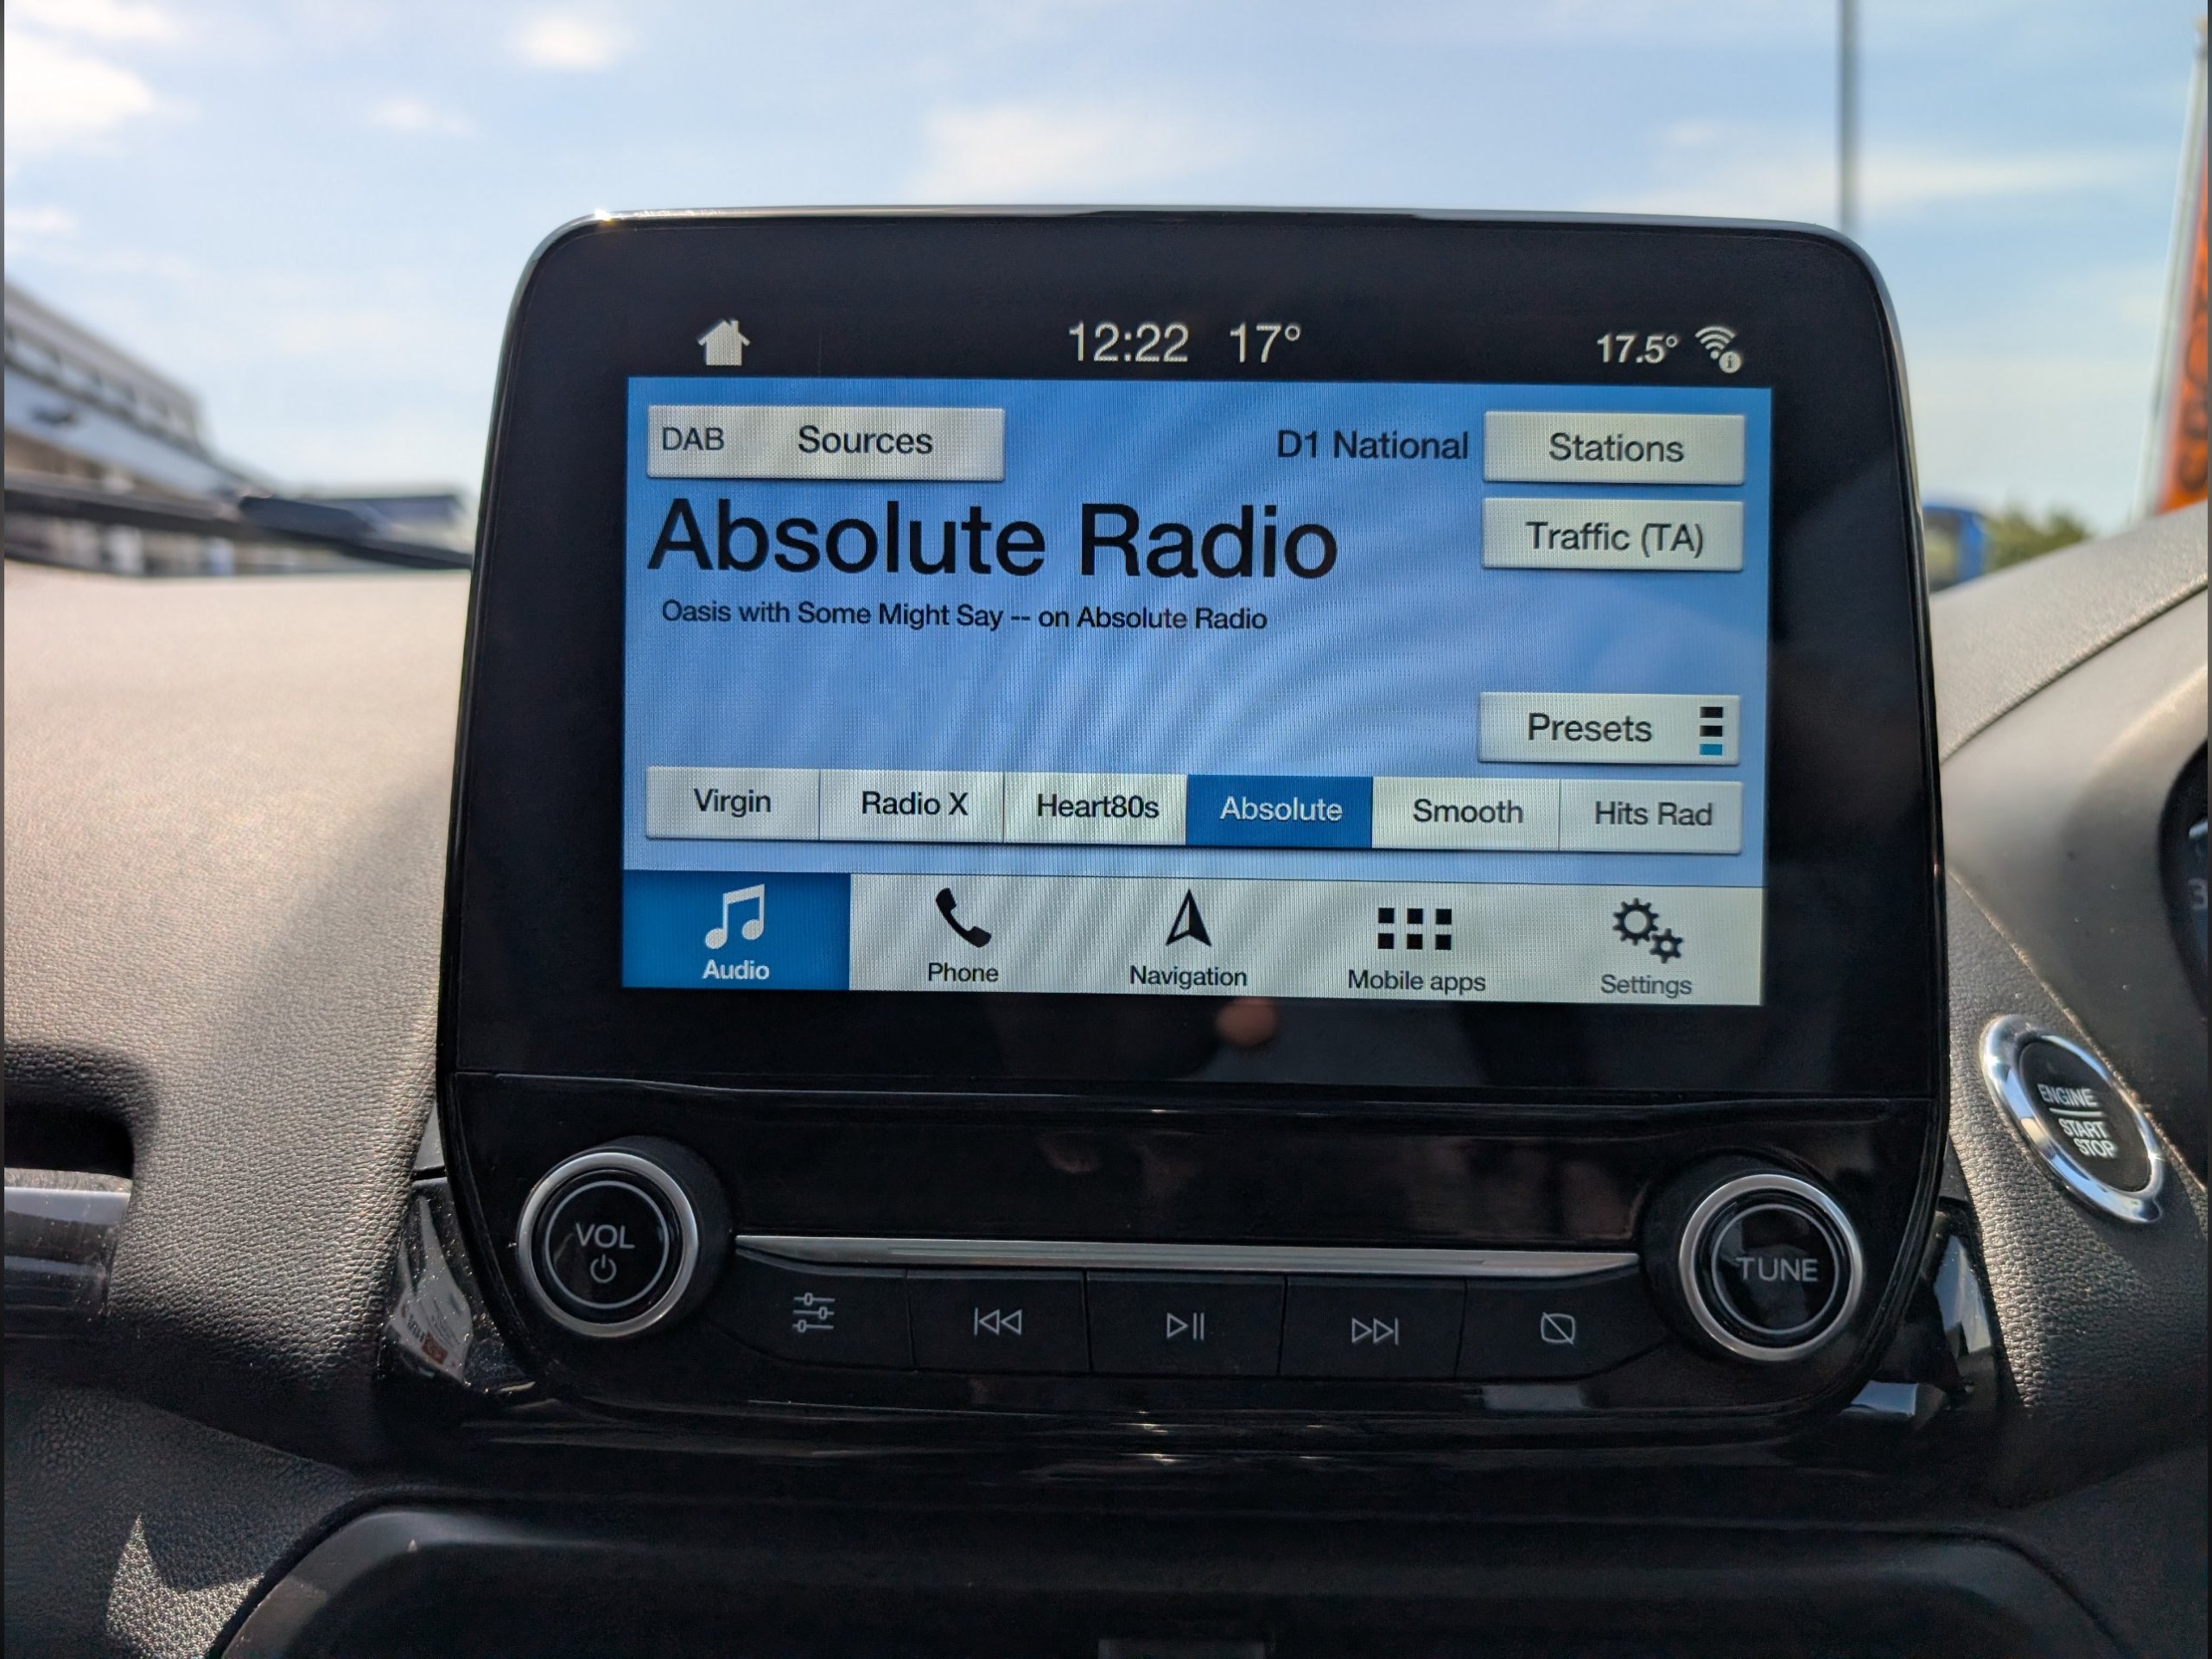 12:22 17° 17.5°
DAB Sources D1 National Stations
Absolute Radio
Traffic (TA)
Oasis with Some Might Say -- on Absolute Radio
Presets
Virgin Radio X Heart80s Absolute Smooth Hits Rad
Audio Phone Navigation Mobile apps Settings
ENGINE
START
STOP
VOL
TUNE